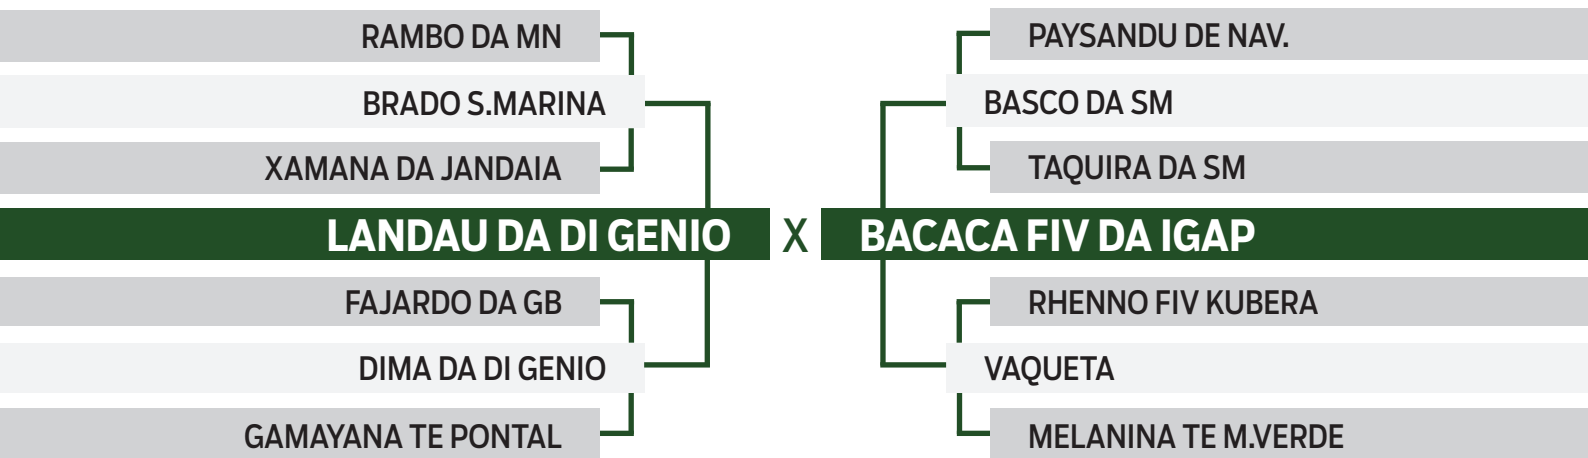 RAMBO DA MN
BRADO S.MARINA
XAMANA DA JANDAIA
LANDAU DA DI GENIO X BACACA FIV DA IGAP
FAJARDO DA GB
DIMA DA DI GENIO
GAMAYANA TE PONTAL
PAYSANDU DE NAV.
BASCO DA SM
TAQUIRA DA SM
RHENNO FIV KUBERA
VAQUETA
MELANINA TE M.VERDE